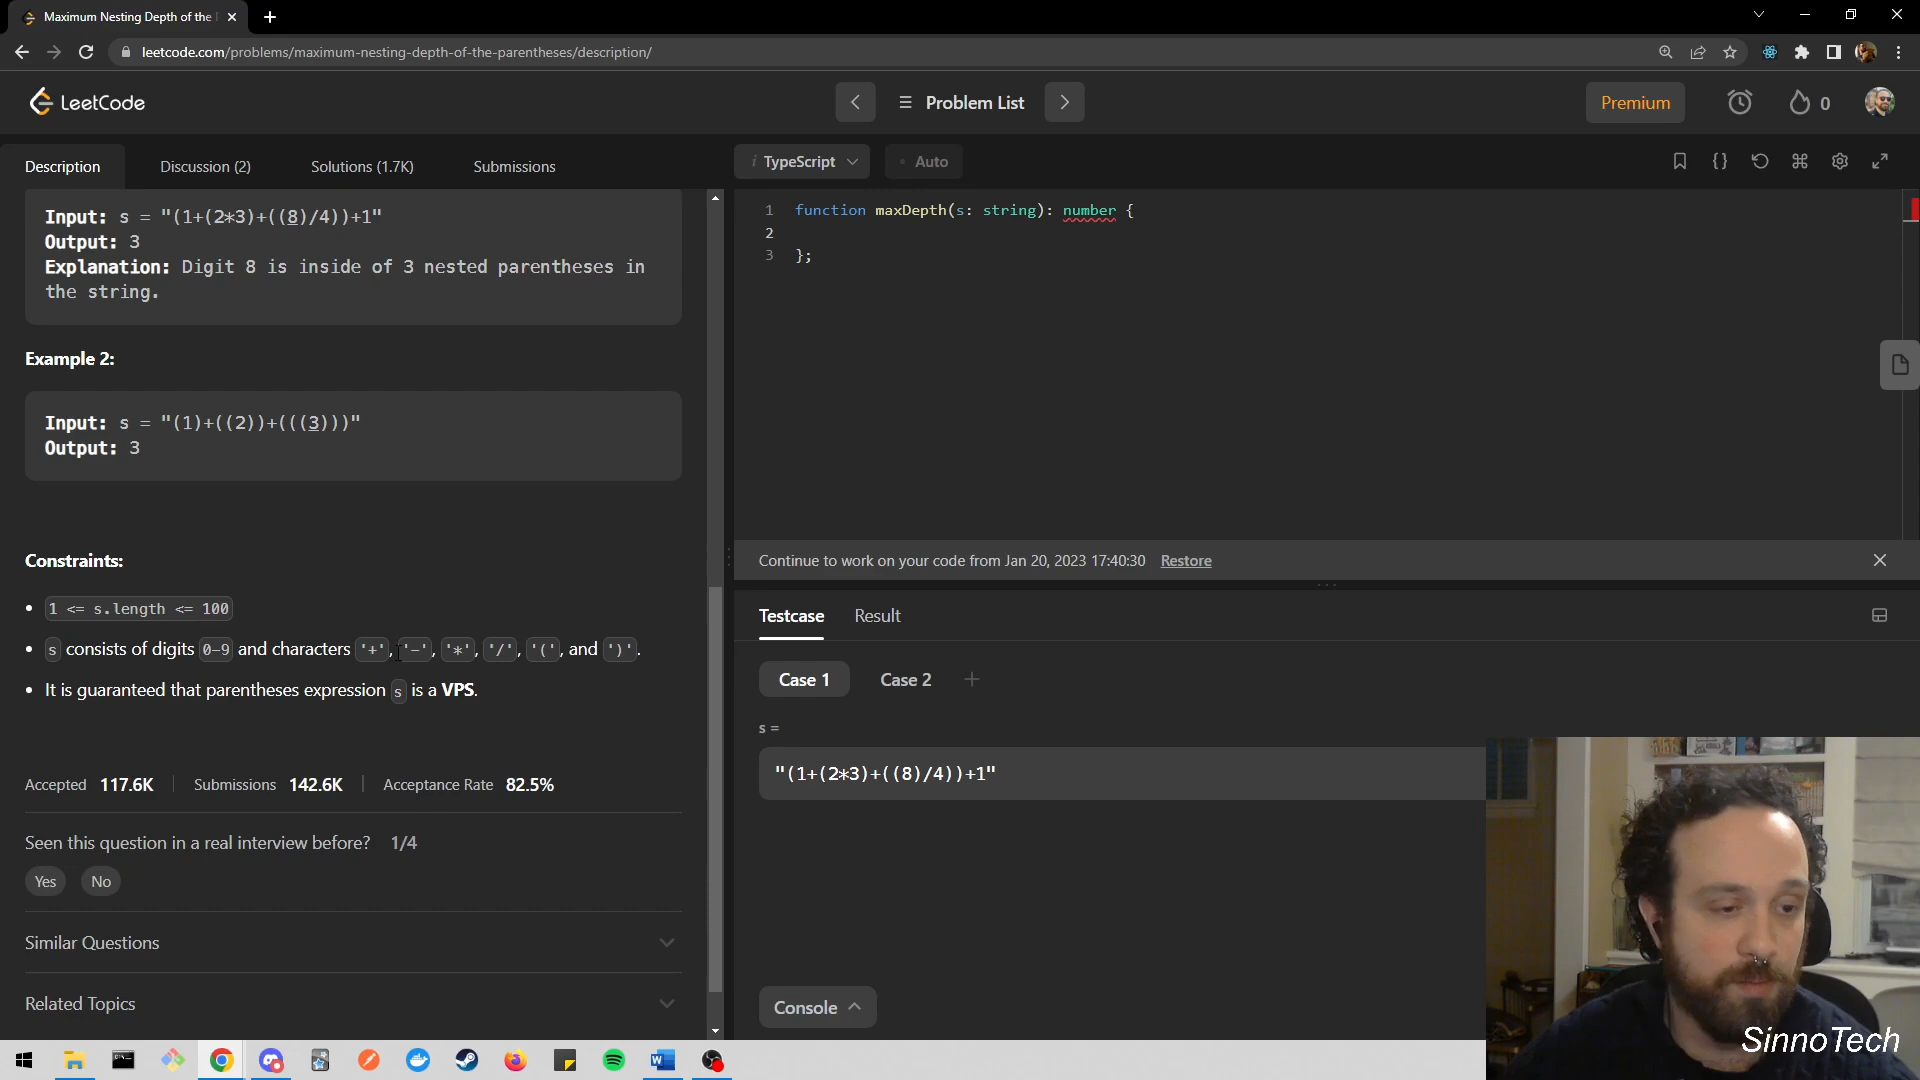 Maximum Nesting Depth of the
leetcode.com/problems/maximum-nesting-depth-of-the-parentheses/description/
LeetCode
Problem List
Premium
0
Description
Discussion (2)
Solutions (1.7K)
Submissions
i TypeScript
Auto
Input: s = "(1+(2*3)+((8)/4))+1"
Output: 3
Explanation: Digit 8 is inside of 3 nested parentheses in
the string.
Example 2:
Input: s = "(1)+((2))+(((3)))"
Output: 3
Constraints:
• 1 <= s.length <= 100
• s consists of digits 0-9 and characters '+', '-', '*', '/', '(', and ')'.
• It is guaranteed that parentheses expression s is a VPS.
Accepted 117.6K
Submissions 142.6K
Acceptance Rate 82.5%
Seen this question in a real interview before? 1/4
Yes
No
Similar Questions
Related Topics
1 function maxDepth(s: string): number {
2
3 };
Continue to work on your code from Jan 20, 2023 17:40:30 Restore
Testcase
Result
Case 1
Case 2
s =
"(1+(2*3)+((8)/4))+1"
Console
SinnoTech